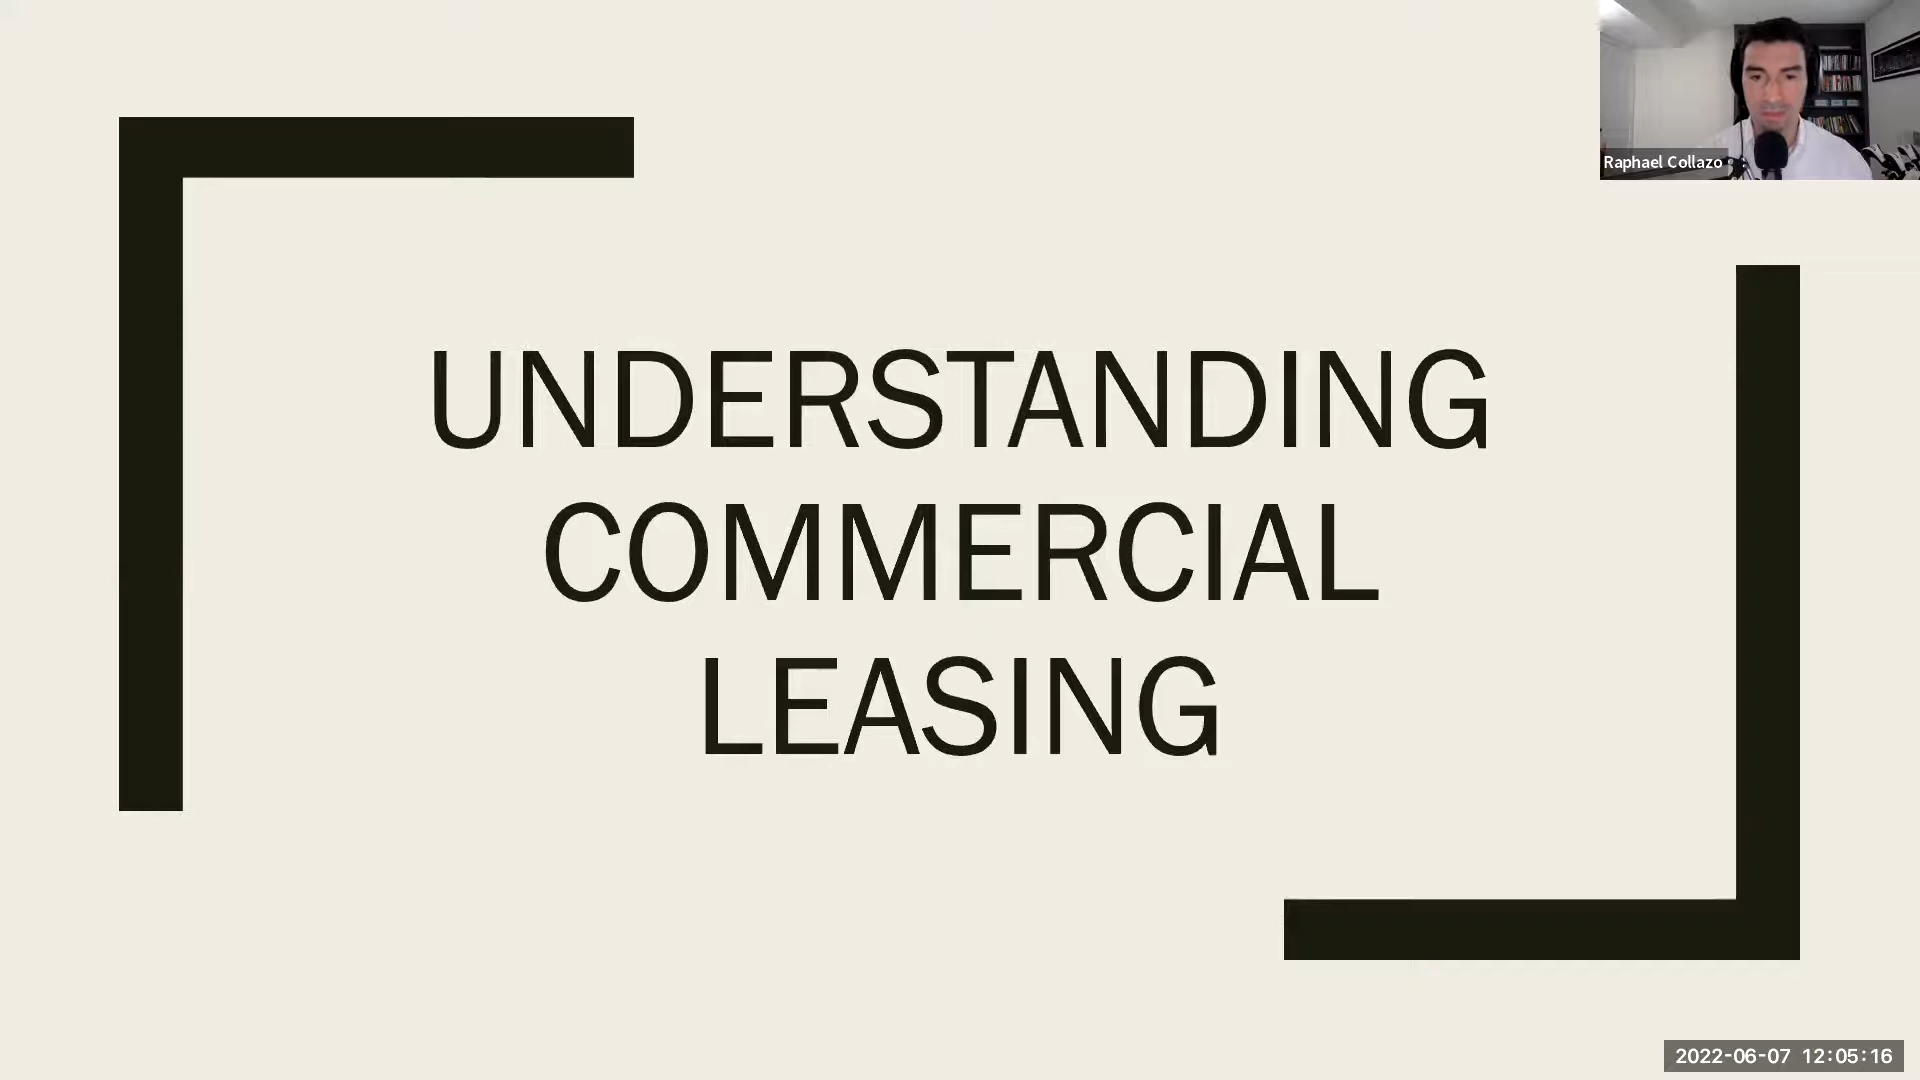 Raphael Collazo
UNDERSTANDING
COMMERCIAL
LEASING
2022-06-07 12:05:16